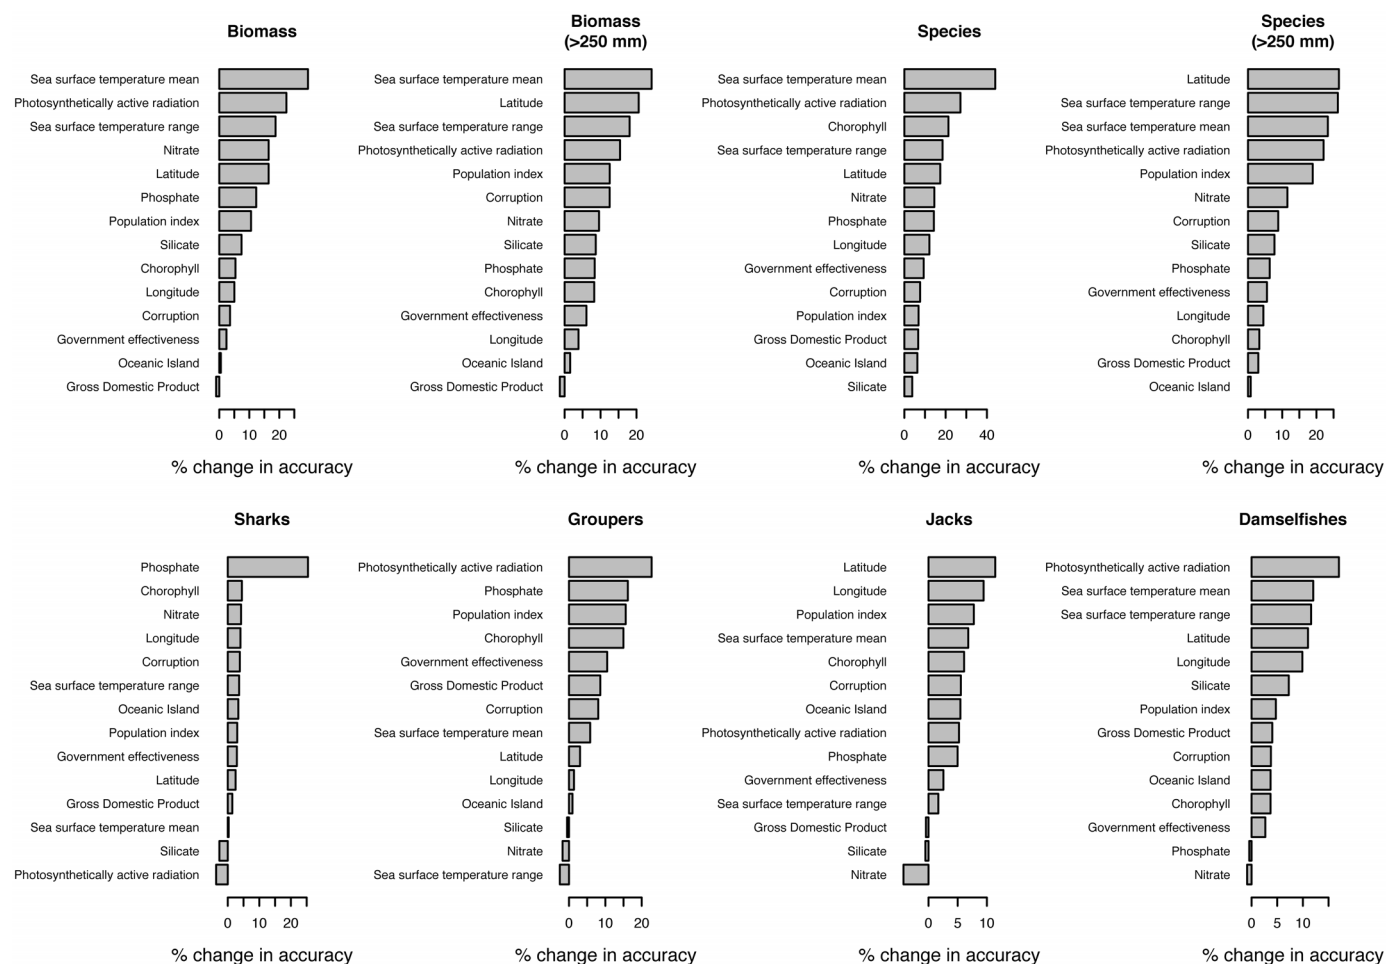 Biomass
Sea surface temperature mean
Photosynthetically active radiation
Sea surface temperature range
Nitrate
Latitude
Phosphate
Population index
Silicate
Chorophyll
Longitude
Corruption
Government effectiveness
Oceanic Island
Gross Domestic Product
0 10 20
% change in accuracy
Biomass
(>250 mm)
Sea surface temperature mean
Latitude
Sea surface temperature range
Photosynthetically active radiation
Population index
Corruption
Nitrate
Silicate
Phosphate
Chorophyll
Government effectiveness
Longitude
Oceanic Island
Gross Domestic Product
0 10 20
% change in accuracy
Species
Sea surface temperature mean
Photosynthetically active radiation
Chorophyll
Sea surface temperature range
Latitude
Nitrate
Phosphate
Longitude
Government effectiveness
Corruption
Population index
Gross Domestic Product
Oceanic Island
Silicate
0 20 40
% change in accuracy
Species
(>250 mm)
Latitude
Sea surface temperature range
Sea surface temperature mean
Photosynthetically active radiation
Population index
Nitrate
Corruption
Silicate
Phosphate
Government effectiveness
Longitude
Chorophyll
Gross Domestic Product
Oceanic Island
0 10 20
% change in accuracy
Sharks
Phosphate
Chorophyll
Nitrate
Longitude
Corruption
Sea surface temperature range
Oceanic Island
Population index
Government effectiveness
Latitude
Gross Domestic Product
Sea surface temperature mean
Silicate
Photosynthetically active radiation
0 10 20
% change in accuracy
Groupers
Photosynthetically active radiation
Phosphate
Population index
Chorophyll
Government effectiveness
Gross Domestic Product
Corruption
Sea surface temperature mean
Latitude
Longitude
Oceanic Island
Silicate
Nitrate
Sea surface temperature range
0 10 20
% change in accuracy
Jacks
Latitude
Longitude
Population index
Sea surface temperature mean
Chorophyll
Corruption
Oceanic Island
Photosynthetically active radiation
Phosphate
Government effectiveness
Sea surface temperature range
Gross Domestic Product
Silicate
Nitrate
0 5 10
% change in accuracy
Damselfishes
Photosynthetically active radiation
Sea surface temperature mean
Sea surface temperature range
Latitude
Longitude
Silicate
Population index
Gross Domestic Product
Corruption
Oceanic Island
Chorophyll
Government effectiveness
Phosphate
Nitrate
0 5 10
% change in accuracy